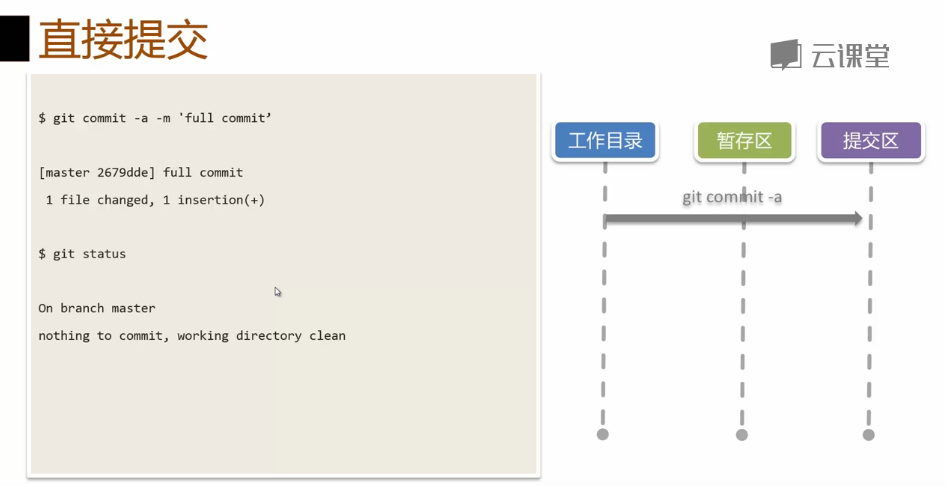 直接提交
云课堂
$ git commit -a -m 'full commit’
[master 2679dde] full commit
1 file changed, 1 insertion(+)
$ git status
On branch master
nothing to commit, working directory clean
工作目录
暂存区
提交区
git commit -a